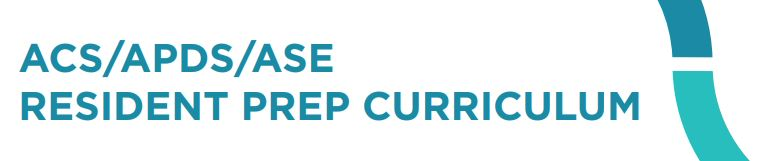 ACS/APDS/ASE
RESIDENT PREP CURRICULUM